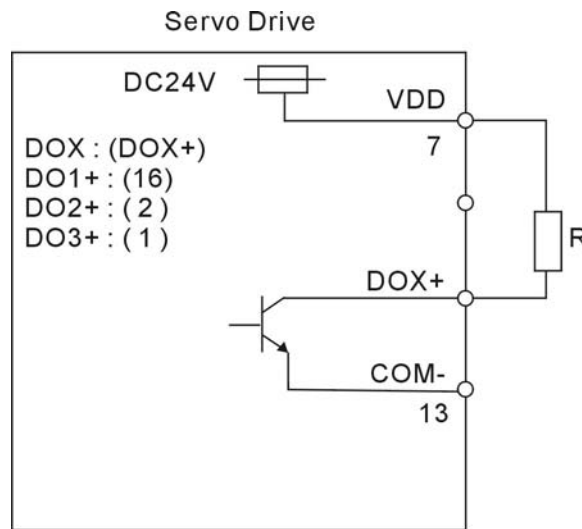 Servo Drive
DC24V
VDD
7
DOX : (DOX+)
DO1+ : (16)
DO2+ : ( 2 )
DO3+ : ( 1 )
R
DOX+
COM-
13